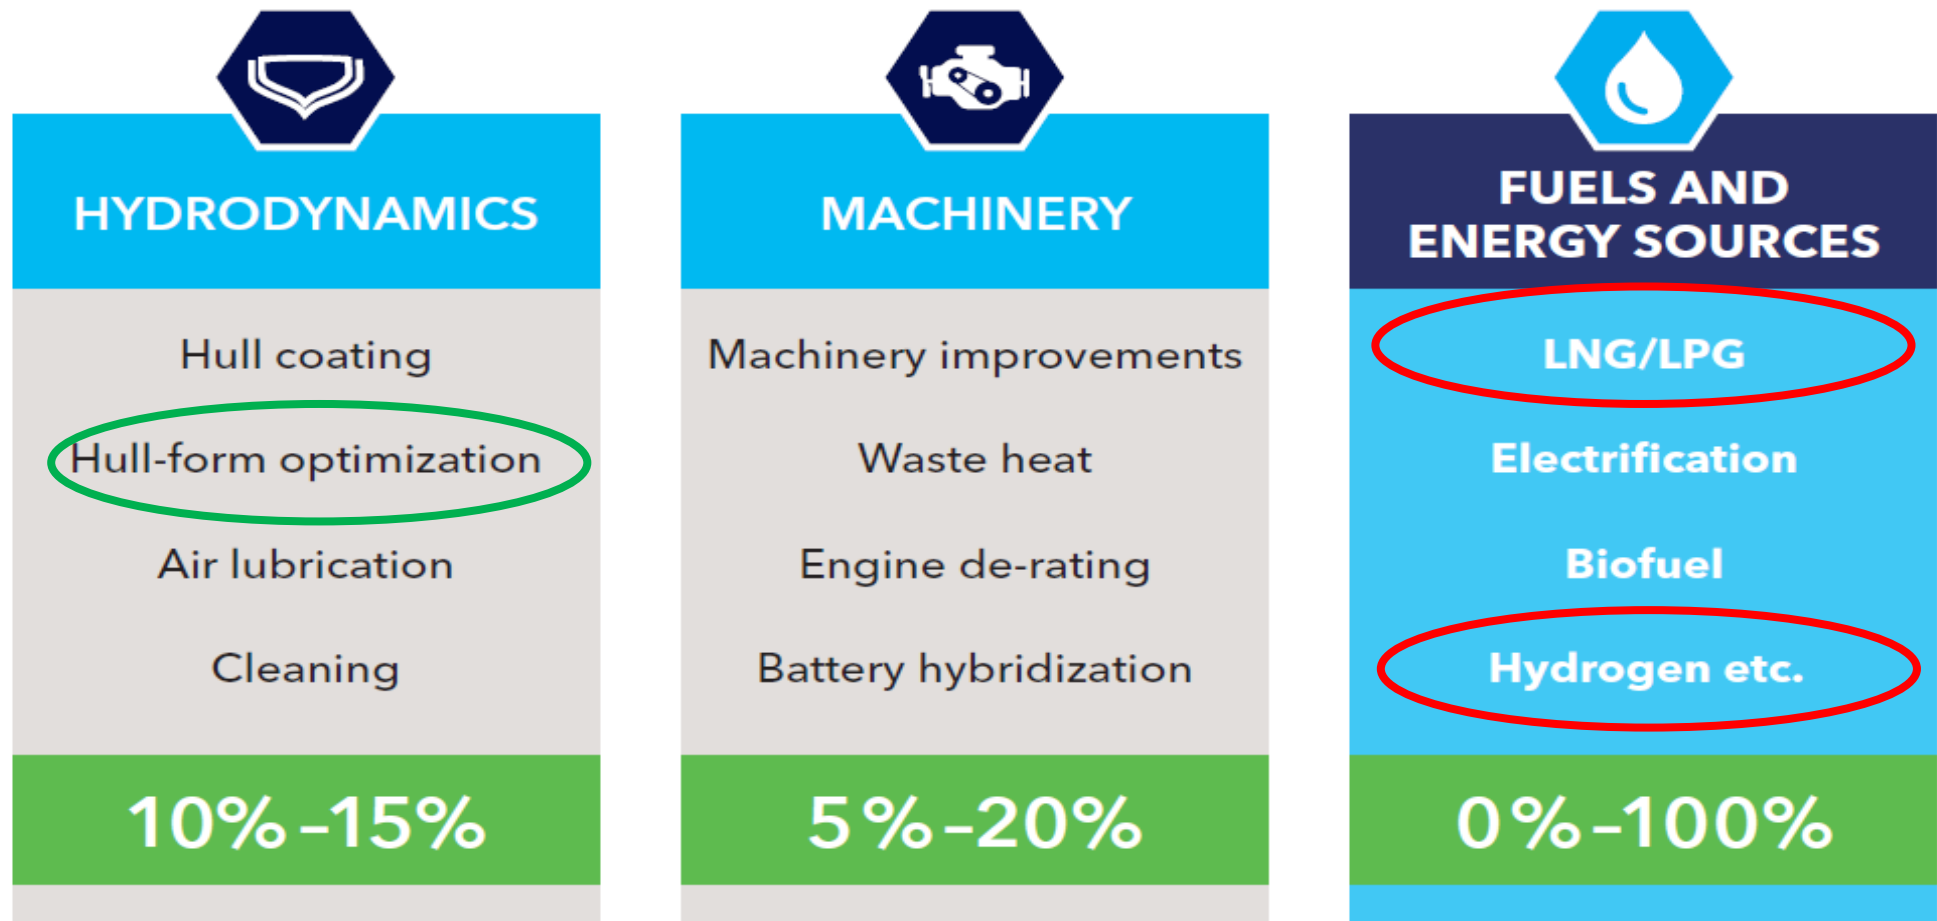 HYDRODYNAMICS
Hull coating
Hull-form optimization
Air lubrication
Cleaning
10%–15%
MACHINERY
Machinery improvements
Waste heat
Engine de-rating
Battery hybridization
5%–20%
FUELS AND
ENERGY SOURCES
LNG/LPG
Electrification
Biofuel
Hydrogen etc.
0%–100%